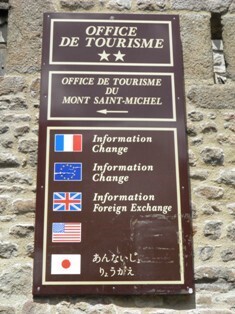 OFFICE
DE TOURISME
★★
OFFICE DE TOURISME
DU
MONT SAINT-MICHEL
←
Information
Change
Information
Change
Information
Foreign Exchange
あんないじょ
りょうがえ